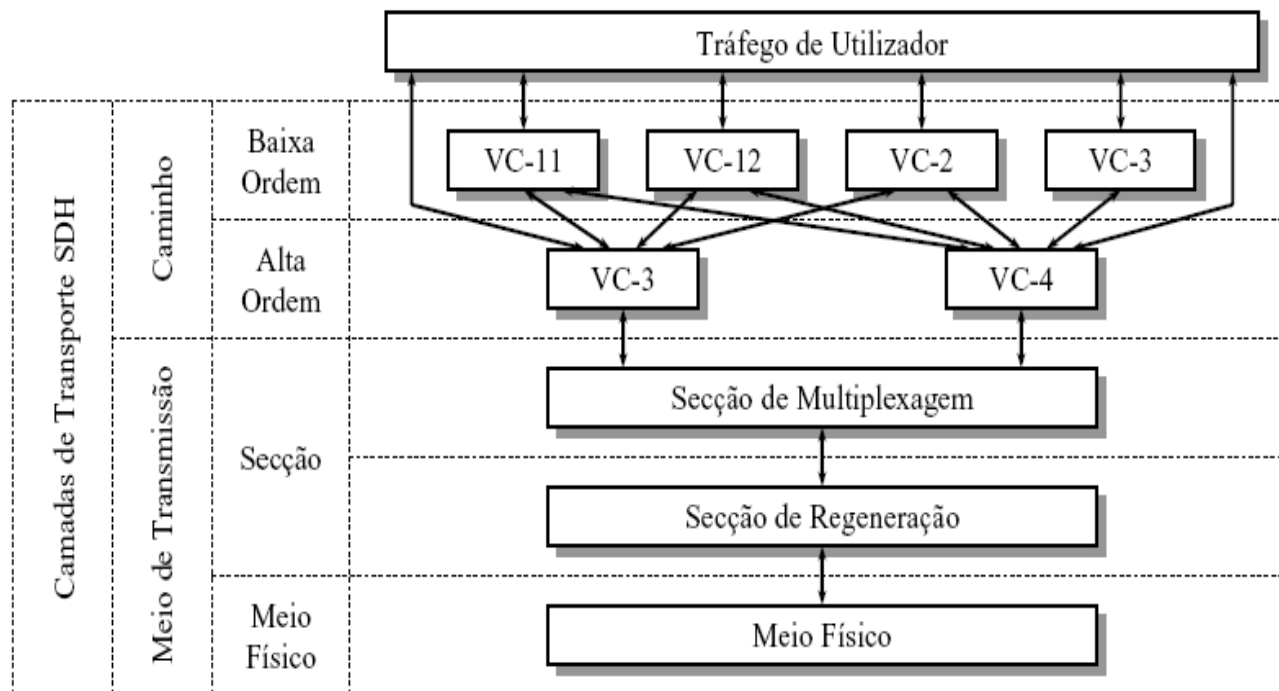 Tráfego de Utilizador
Camadas de Transporte SDH
Caminho
Baixa
Ordem
VC-11
VC-12
VC-2
VC-3
Alta
Ordem
VC-3
VC-4
Meio de Transmissão
Secção
Secção de Multiplexagem
Secção de Regeneração
Meio
Físico
Meio Físico